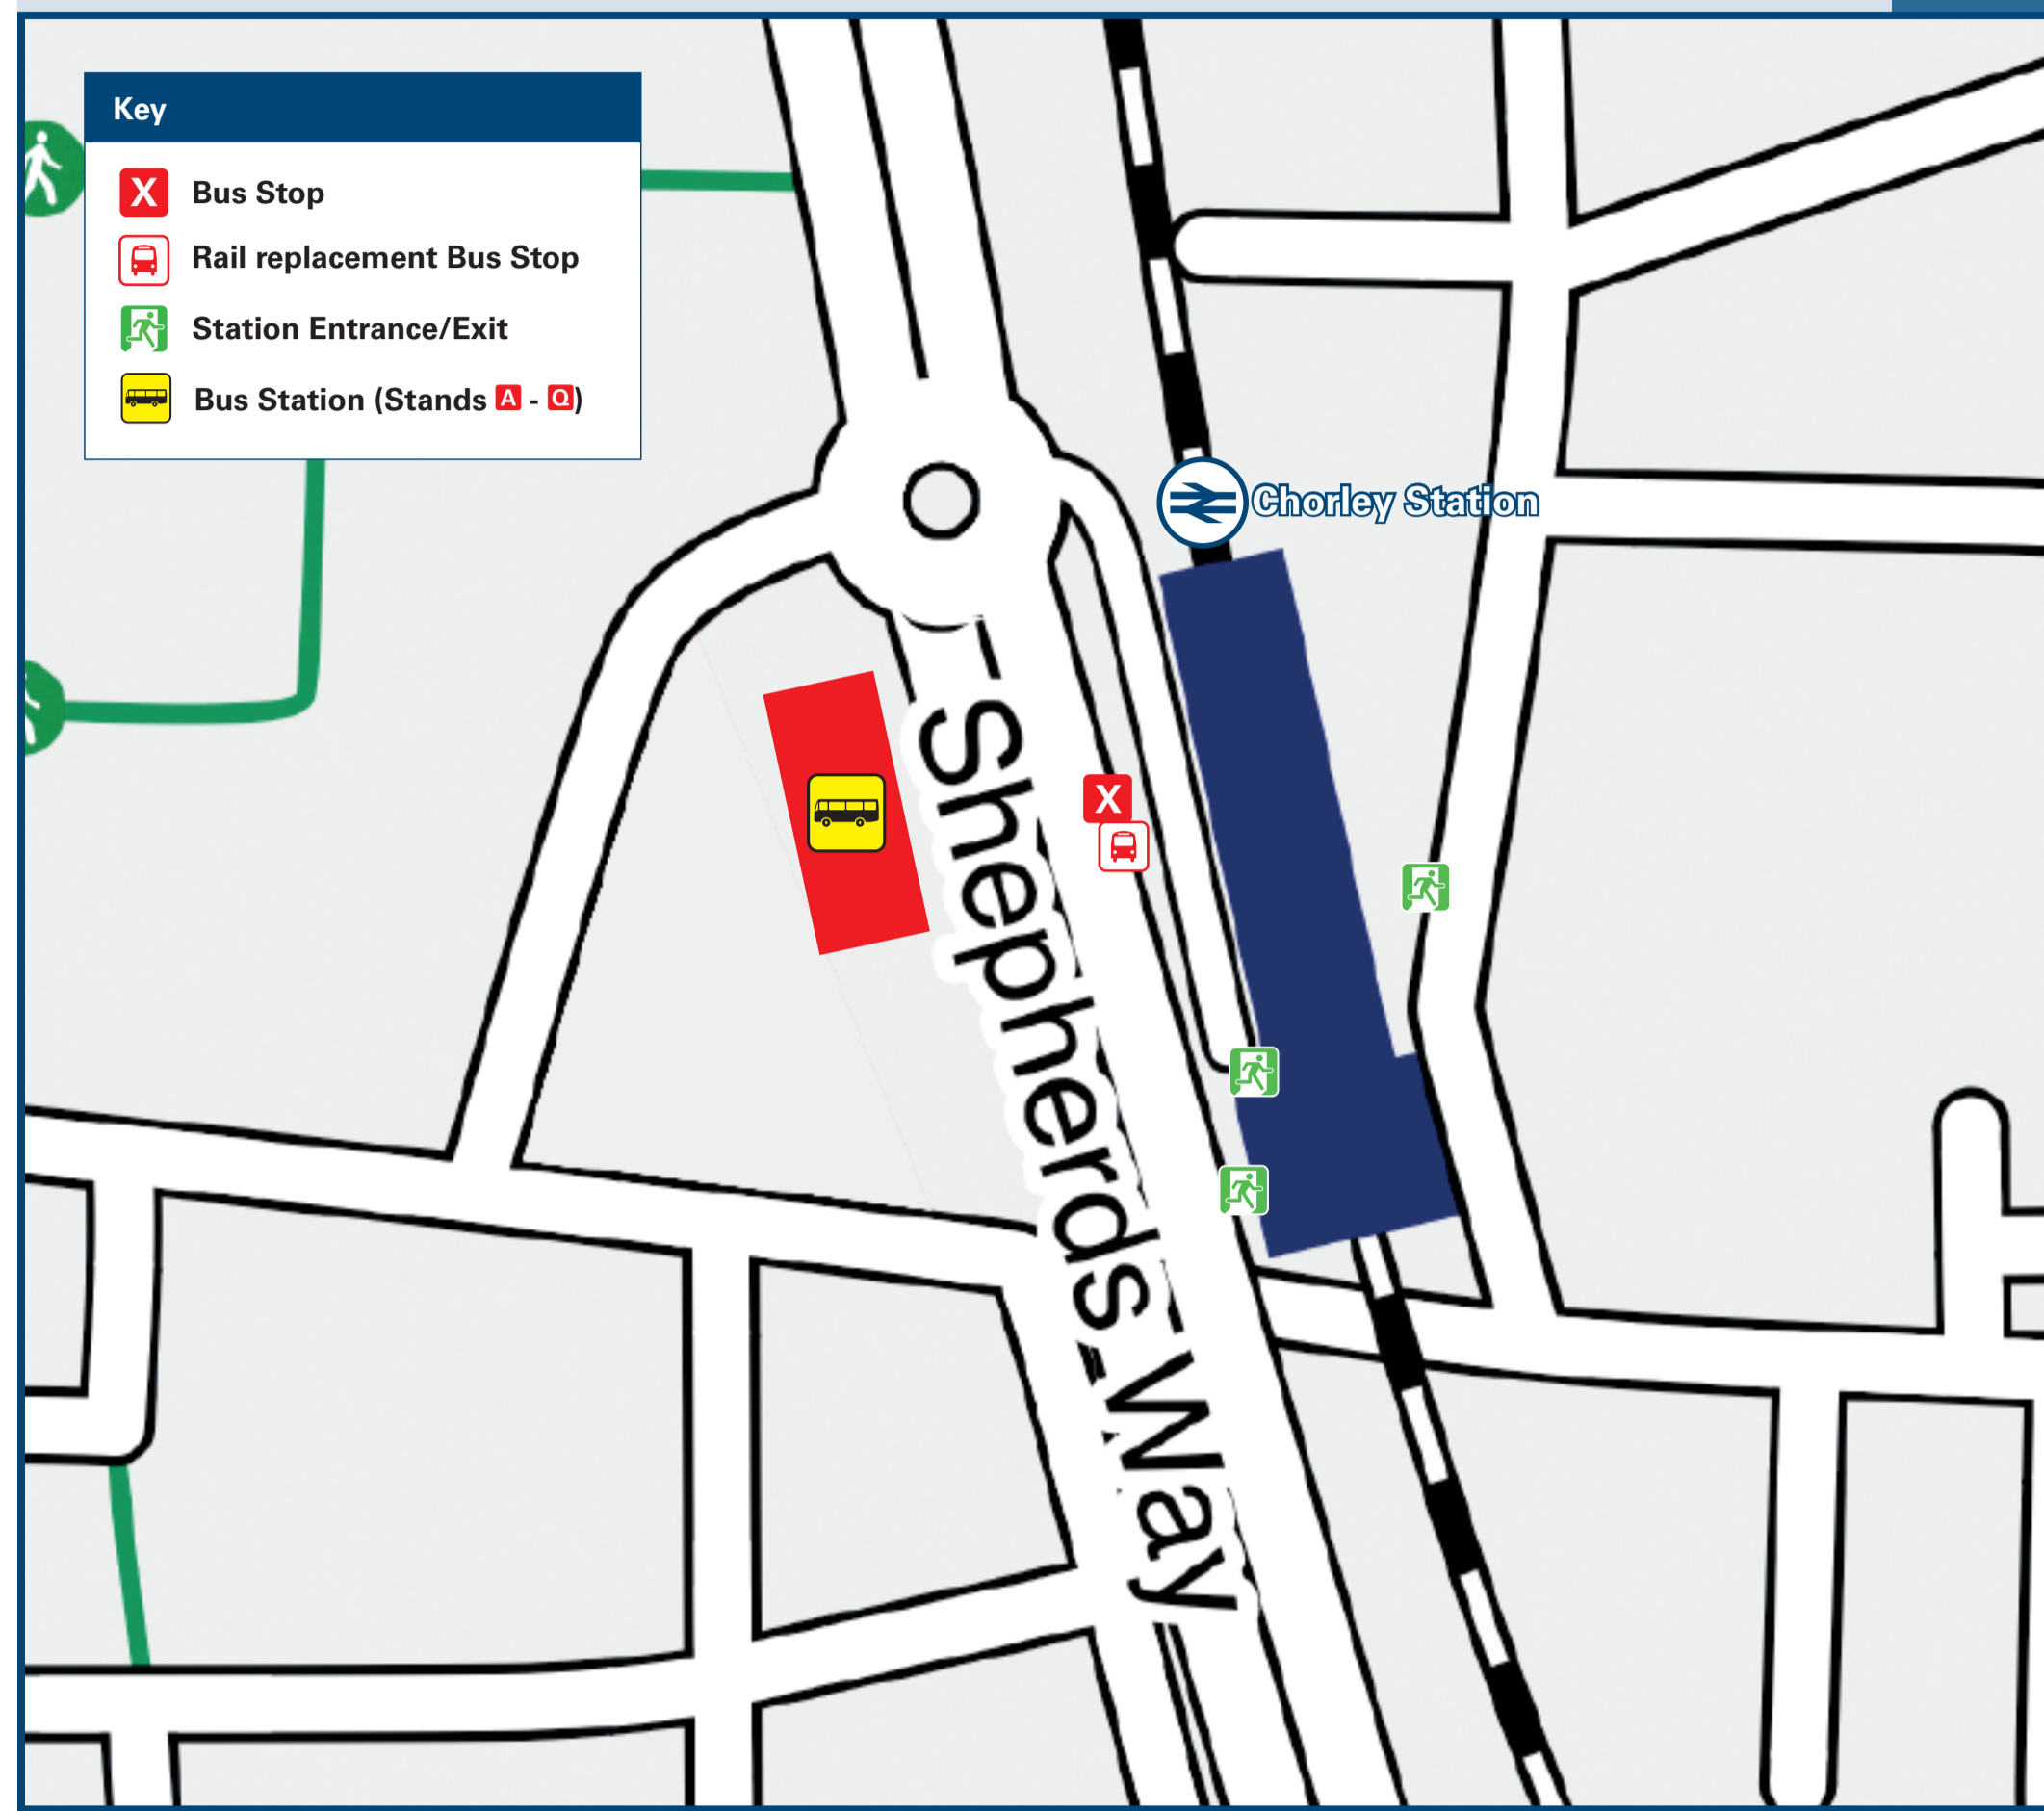 Key
X Bus Stop
Rail replacement Bus Stop
Station Entrance/Exit
Bus Station (Stands A - Q)
Chorley Station
X
Shepherds Way